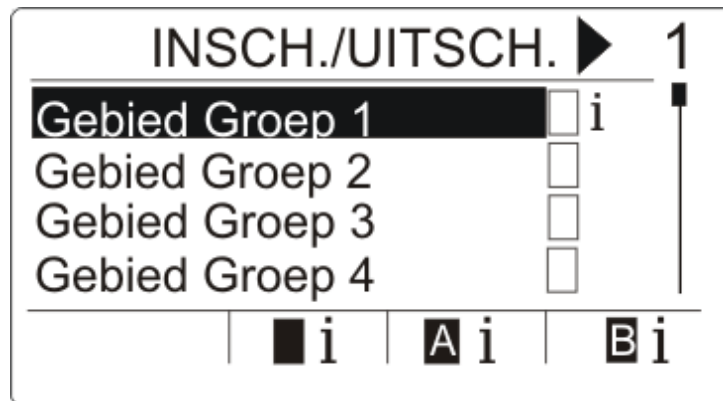 INSCH./UITSCH. ▶ 1
Gebied Groep 1 i
Gebied Groep 2
Gebied Groep 3
Gebied Groep 4
i A i B i